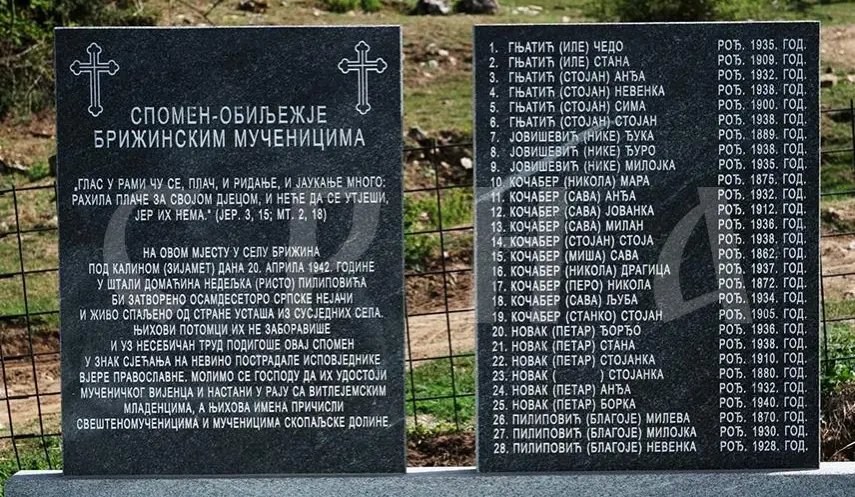 СПОМЕН-ОБИЉЕЖЈЕ
БРИЖИНСКИМ МУЧЕНИЦИМА
„ГЛАС У РАМИ ЧУ СЕ, ПЛАЧ, И РИДАЊЕ, И ЈАУКАЊЕ МНОГО:
РАХИЛА ПЛАЧЕ ЗА СВОЈОМ ДЈЕЦОМ, И НЕЋЕ ДА СЕ УТЈЕШИ,
ЈЕР ИХ НЕМА.“ (ЈЕР. 3, 15; МТ. 2, 18)
НА ОВОМ МЈЕСТУ У СЕЛУ БРИЖИНА
ПОД КАЛИНОМ (ЗИЈАМЕТ) ДАНА 20. АПРИЛА 1942. ГОДИНЕ
У ШТАЛИ ДОМАЋИНА НЕДЕЉКА (РИСТО) ПИЛИПОВИЋА
БИ ЗАТВОРЕНО ОСАМДЕСЕТОРО СРПСКЕ НЕЈАЧИ
И ЖИВО СПАЉЕНО ОД СТРАНЕ УСТАША ИЗ СУСЈЕДНИХ СЕЛА.
ЊИХОВИ ПОТОМЦИ ИХ НЕ ЗАБОРАВИШЕ
И УЗ НЕСЕБИЧАН ТРУД ПОДИГОШЕ ОВАЈ СПОМЕН
У ЗНАК СЈЕЋАЊА НА НЕВИНО ПОСТРАДАЛЕ ИСПОВЈЕДНИКЕ
ВЈЕРЕ ПРАВОСЛАВНЕ. МОЛИМО СЕ ГОСПОДУ ДА ИХ УДОСТОЈИ
МУЧЕНИЧКОГ ВИЈЕНЦА И НАСТАНИ У РАЈУ СА ВИТЛЕЈЕМСКИМ
МЛАДЕНЦИМА, А ЊИХОВА ИМЕНА ПРИЧИСЛИ
СВЕШТЕНОМУЧЕНИЦИМА И МУЧЕНИЦИМА СКОПАЉСКЕ ДОЛИНЕ
1. ГЊАТИЋ (ИЛЕ) ЧЕДО РОЂ. 1935. ГОД.
2. ГЊАТИЋ (ИЛЕ) СТАНА РОЂ. 1909. ГОД.
3. ГЊАТИЋ (СТОЈАН) АНЂА РОЂ. 1932. ГОД.
4. ГЊАТИЋ (СТОЈАН) НЕВЕНКА РОЂ. 1938. ГОД.
5. ГЊАТИЋ (СТОЈАН) СИМА РОЂ. 1900. ГОД.
6. ГЊАТИЋ (СТОЈАН) СТОЈАН РОЂ. 1938. ГОД.
7. ЈОВИШЕВИЋ (НИКЕ) ЂУКА РОЂ. 1889. ГОД.
8. ЈОВИШЕВИЋ (НИКЕ) ЂУРО РОЂ. 1938. ГОД.
9. ЈОВИШЕВИЋ (НИКЕ) МИЛОЈКА РОЂ. 1935. ГОД.
10. КОЧАБЕР (НИКОЛА) МАРА РОЂ. 1875. ГОД.
11. КОЧАБЕР (САВА) АНЂА РОЂ. 1932. ГОД.
12. КОЧАБЕР (САВА) ЈОВАНКА РОЂ. 1912. ГОД.
13. КОЧАБЕР (САВА) МИЛАН РОЂ. 1936. ГОД.
14. КОЧАБЕР (СТОЈАН) СТОЈА РОЂ. 1938. ГОД.
15. КОЧАБЕР (МИША) САВА РОЂ. 1862. ГОД.
16. КОЧАБЕР (НИКОЛА) ДРАГИЦА РОЂ. 1937. ГОД.
17. КОЧАБЕР (ПЕРО) НИКОЛА РОЂ. 1872. ГОД.
18. КОЧАБЕР (САВА) ЉУБА РОЂ. 1934. ГОД.
19. КОЧАБЕР (СТАНКО) СТОЈАН РОЂ. 1905. ГОД.
20. НОВАК (ПЕТАР) ЂОРЂО РОЂ. 1936. ГОД.
21. НОВАК (ПЕТАР) СТАНА РОЂ. 1938. ГОД.
22. НОВАК (ПЕТАР) СТОЈАНКА РОЂ. 1910. ГОД.
23. НОВАК ( ) СТОЈАНКА РОЂ. 1880. ГОД.
24. НОВАК (ПЕТАР) АНЂА РОЂ. 1932. ГОД.
25. НОВАК (ПЕТАР) БОРКА РОЂ. 1940. ГОД.
26. ПИЛИПОВИЋ (БЛАГОЈЕ) МИЛЕВА РОЂ. 1870. ГОД.
27. ПИЛИПОВИЋ (БЛАГОЈЕ) МИЛОЈКА РОЂ. 1930. ГОД.
28. ПИЛИПОВИЋ (БЛАГОЈЕ) НЕВЕНКА РОЂ. 1928. ГОД.